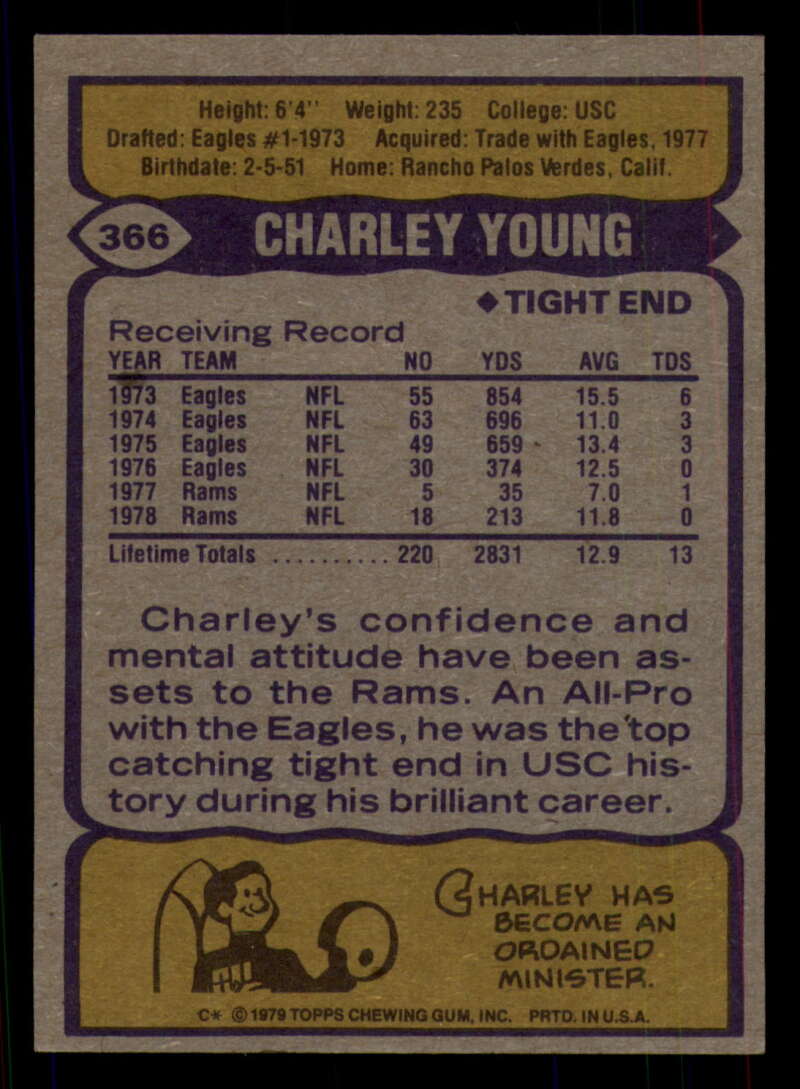 Height: 6'4" Weight: 235 College: USC
Drafted: Eagles #1-1973 Acquired: Trade with Eagles, 1977
Birthdate: 2-5-51 Home: Rancho Palos Verdes, Calif.
366 CHARLEY YOUNG
◆TIGHT END
Receiving Record
YEAR TEAM NO YDS AVG TDS
1973 Eagles NFL 55 854 15.5 6
1974 Eagles NFL 63 696 11.0 3
1975 Eagles NFL 49 659 13.4 3
1976 Eagles NFL 30 374 12.5 0
1977 Rams NFL 5 35 7.0 1
1978 Rams NFL 18 213 11.8 0
Lifetime Totals .......... 220 2831 12.9 13
Charley's confidence and
mental attitude have been as-
sets to the Rams. An All-Pro
with the Eagles, he was the top
catching tight end in USC his-
tory during his brilliant career.
CHARLEY HAS
BECOME AN
ORDAINED
MINISTER.
C* © 1979 TOPPS CHEWING GUM, INC. PRTD. IN U.S.A.